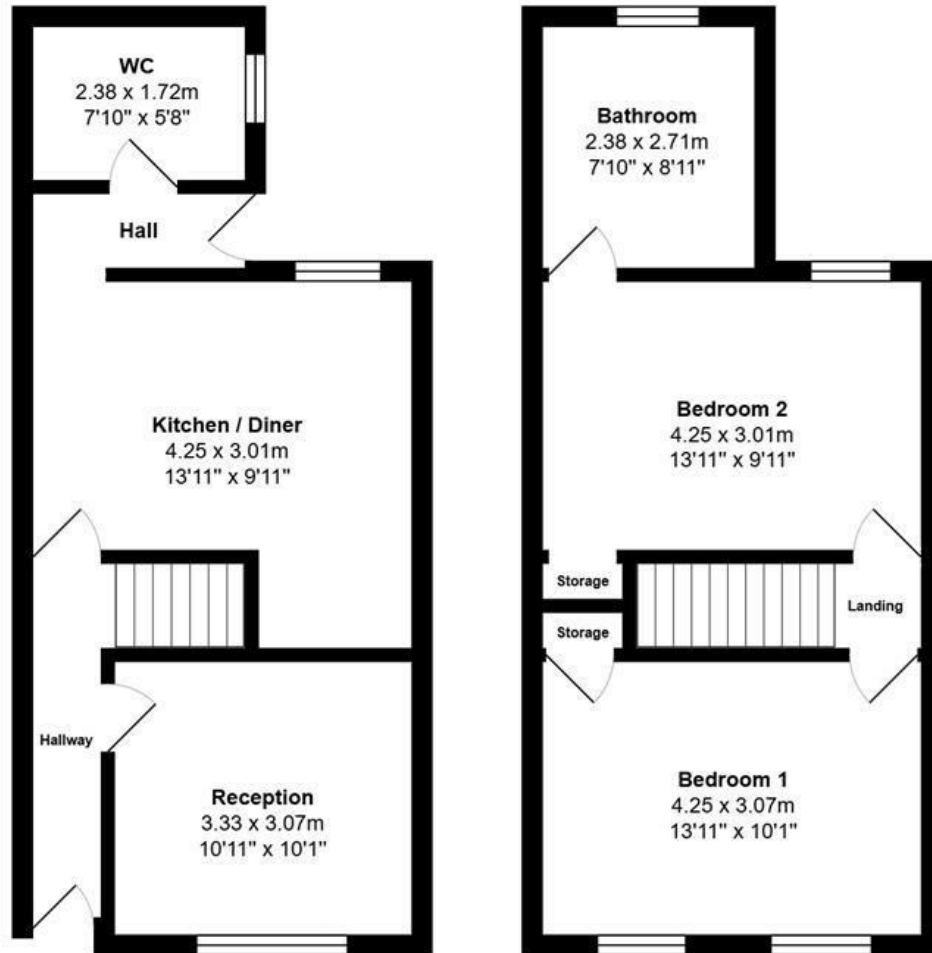 WC
2.38 x 1.72m
7'10" x 5'8"
Hall
Kitchen / Diner
4.25 x 3.01m
13'11" x 9'11"
Hallway
Reception
3.33 x 3.07m
10'11" x 10'1"
Bathroom
2.38 x 2.71m
7'10" x 8'11"
Bedroom 2
4.25 x 3.01m
13'11" x 9'11"
Storage
Storage
Landing
Bedroom 1
4.25 x 3.07m
13'11" x 10'1"